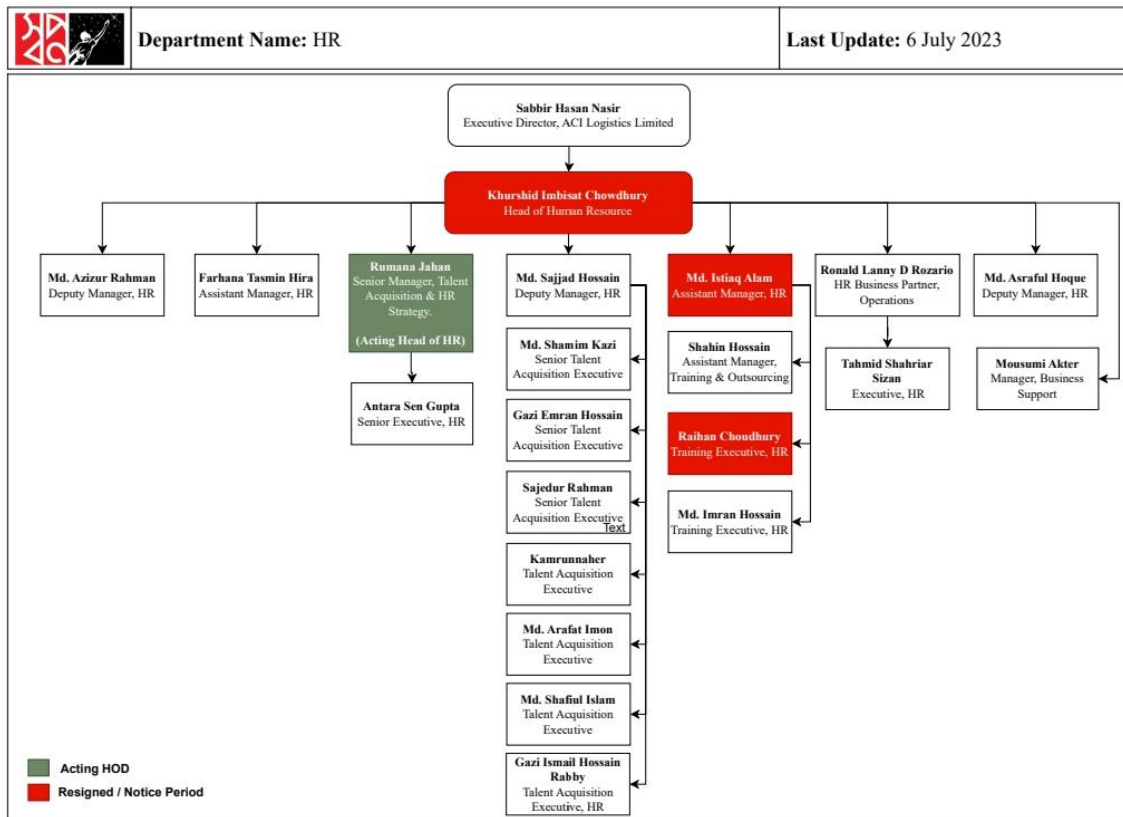 স্বপ্ন
Department Name: HR
Last Update: 6 July 2023
Sabbir Hasan Nasir
Executive Director, ACI Logistics Limited
Khurshid Imbisat Chowdhury
Head of Human Resource
Md. Azizur Rahman
Deputy Manager, HR
Farhana Tasmin Hira
Assistant Manager, HR
Rumana Jahan
Senior Manager, Talent
Acquisition & HR
Strategy.
(Acting Head of HR)
Antara Sen Gupta
Senior Executive, HR
Md. Sajjad Hossain
Deputy Manager, HR
Md. Shamim Kazi
Senior Talent
Acquisition Executive
Gazi Emran Hossain
Senior Talent
Acquisition Executive
Sajedur Rahman
Senior Talent
Acquisition Executive
Text
Kamrunnaher
Talent Acquisition
Executive
Md. Arafat Imon
Talent Acquisition
Executive
Md. Shafiul Islam
Talent Acquisition
Executive
Gazi Ismail Hossain
Rabby
Talent Acquisition
Executive, HR
Md. Istiaq Alam
Assistant Manager, HR
Shahin Hossain
Assistant Manager,
Training & Outsourcing
Raihan Choudhury
Training Executive, HR
Md. Imran Hossain
Training Executive, HR
Ronald Lanny D Rozario
HR Business Partner,
Operations
Tahmid Shahriar
Sizan
Executive, HR
Md. Asraful Hoque
Deputy Manager, HR
Mousumi Akter
Manager, Business
Support
Acting HOD
Resigned / Notice Period